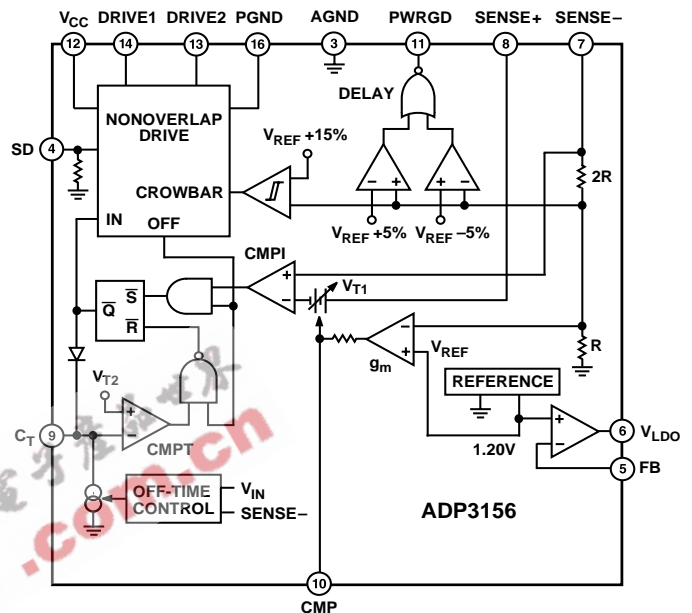 VCC DRIVE1 DRIVE2 PGND AGND PWRGD SENSE+ SENSE–
12 14 13 16 3 11 8 7
DELAY
NONOVERLAP
DRIVE
VREF +15%
SD 4
2R
CROWBAR
IN OFF
VREF +5% VREF –5%
CMPI
VT1
Q S
R
gm
VREF
R
VT2
REFERENCE
CT 9
CMPT
1.20V
6 VLDO
5 FB
OFF-TIME
CONTROL
VIN
SENSE–
ADP3156
.com.cn
10
CMP